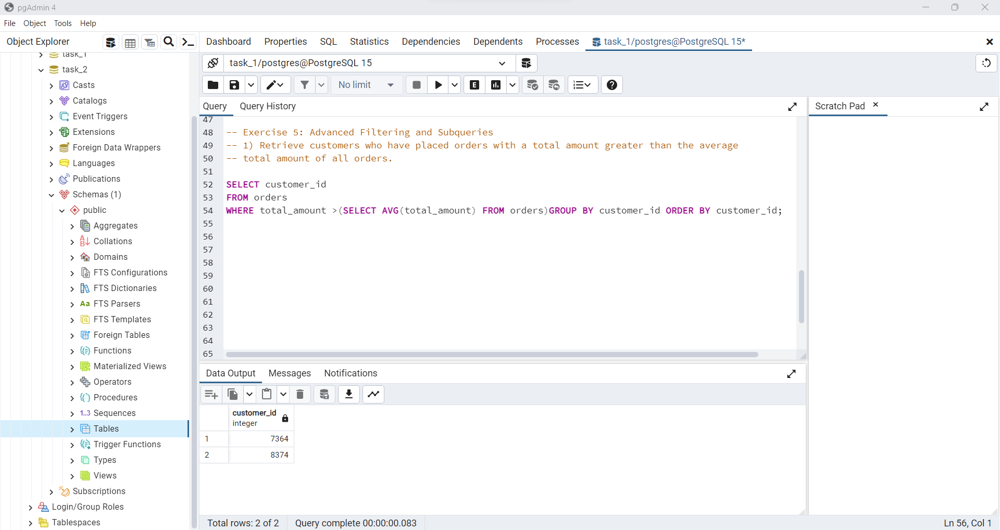 pgAdmin 4
File Object Tools Help
Object Explorer
Dashboard Properties SQL Statistics Dependencies Dependents Processes task_1/postgres@PostgreSQL 15*
task_1
task_1/postgres@PostgreSQL 15
task_2
Casts
No limit
E
Catalogs
Query Query History
Scratch Pad
Event Triggers
47
48 -- Exercise 5: Advanced Filtering and Subqueries
Extensions
49 -- 1) Retrieve customers who have placed orders with a total amount greater than the average
Foreign Data Wrappers
50 -- total amount of all orders.
Languages
51
Publications
52 SELECT customer_id
Schemas (1)
53 FROM orders
public
54 WHERE total_amount >(SELECT AVG(total_amount) FROM orders)GROUP BY customer_id ORDER BY customer_id;
Aggregates
55
Collations
56
57
Domains
58
FTS Configurations
59
FTS Dictionaries
60
Aa FTS Parsers
61
FTS Templates
62
63
Foreign Tables
64
Functions
65
Materialized Views
Data Output Messages Notifications
Operators
Procedures
1..3 Sequences
customer_id
integer
Tables
1 7364
Trigger Functions
2 8374
Types
Views
Subscriptions
Login/Group Roles
Tablespaces
Total rows: 2 of 2 Query complete 00:00:00.083
Ln 56, Col 1